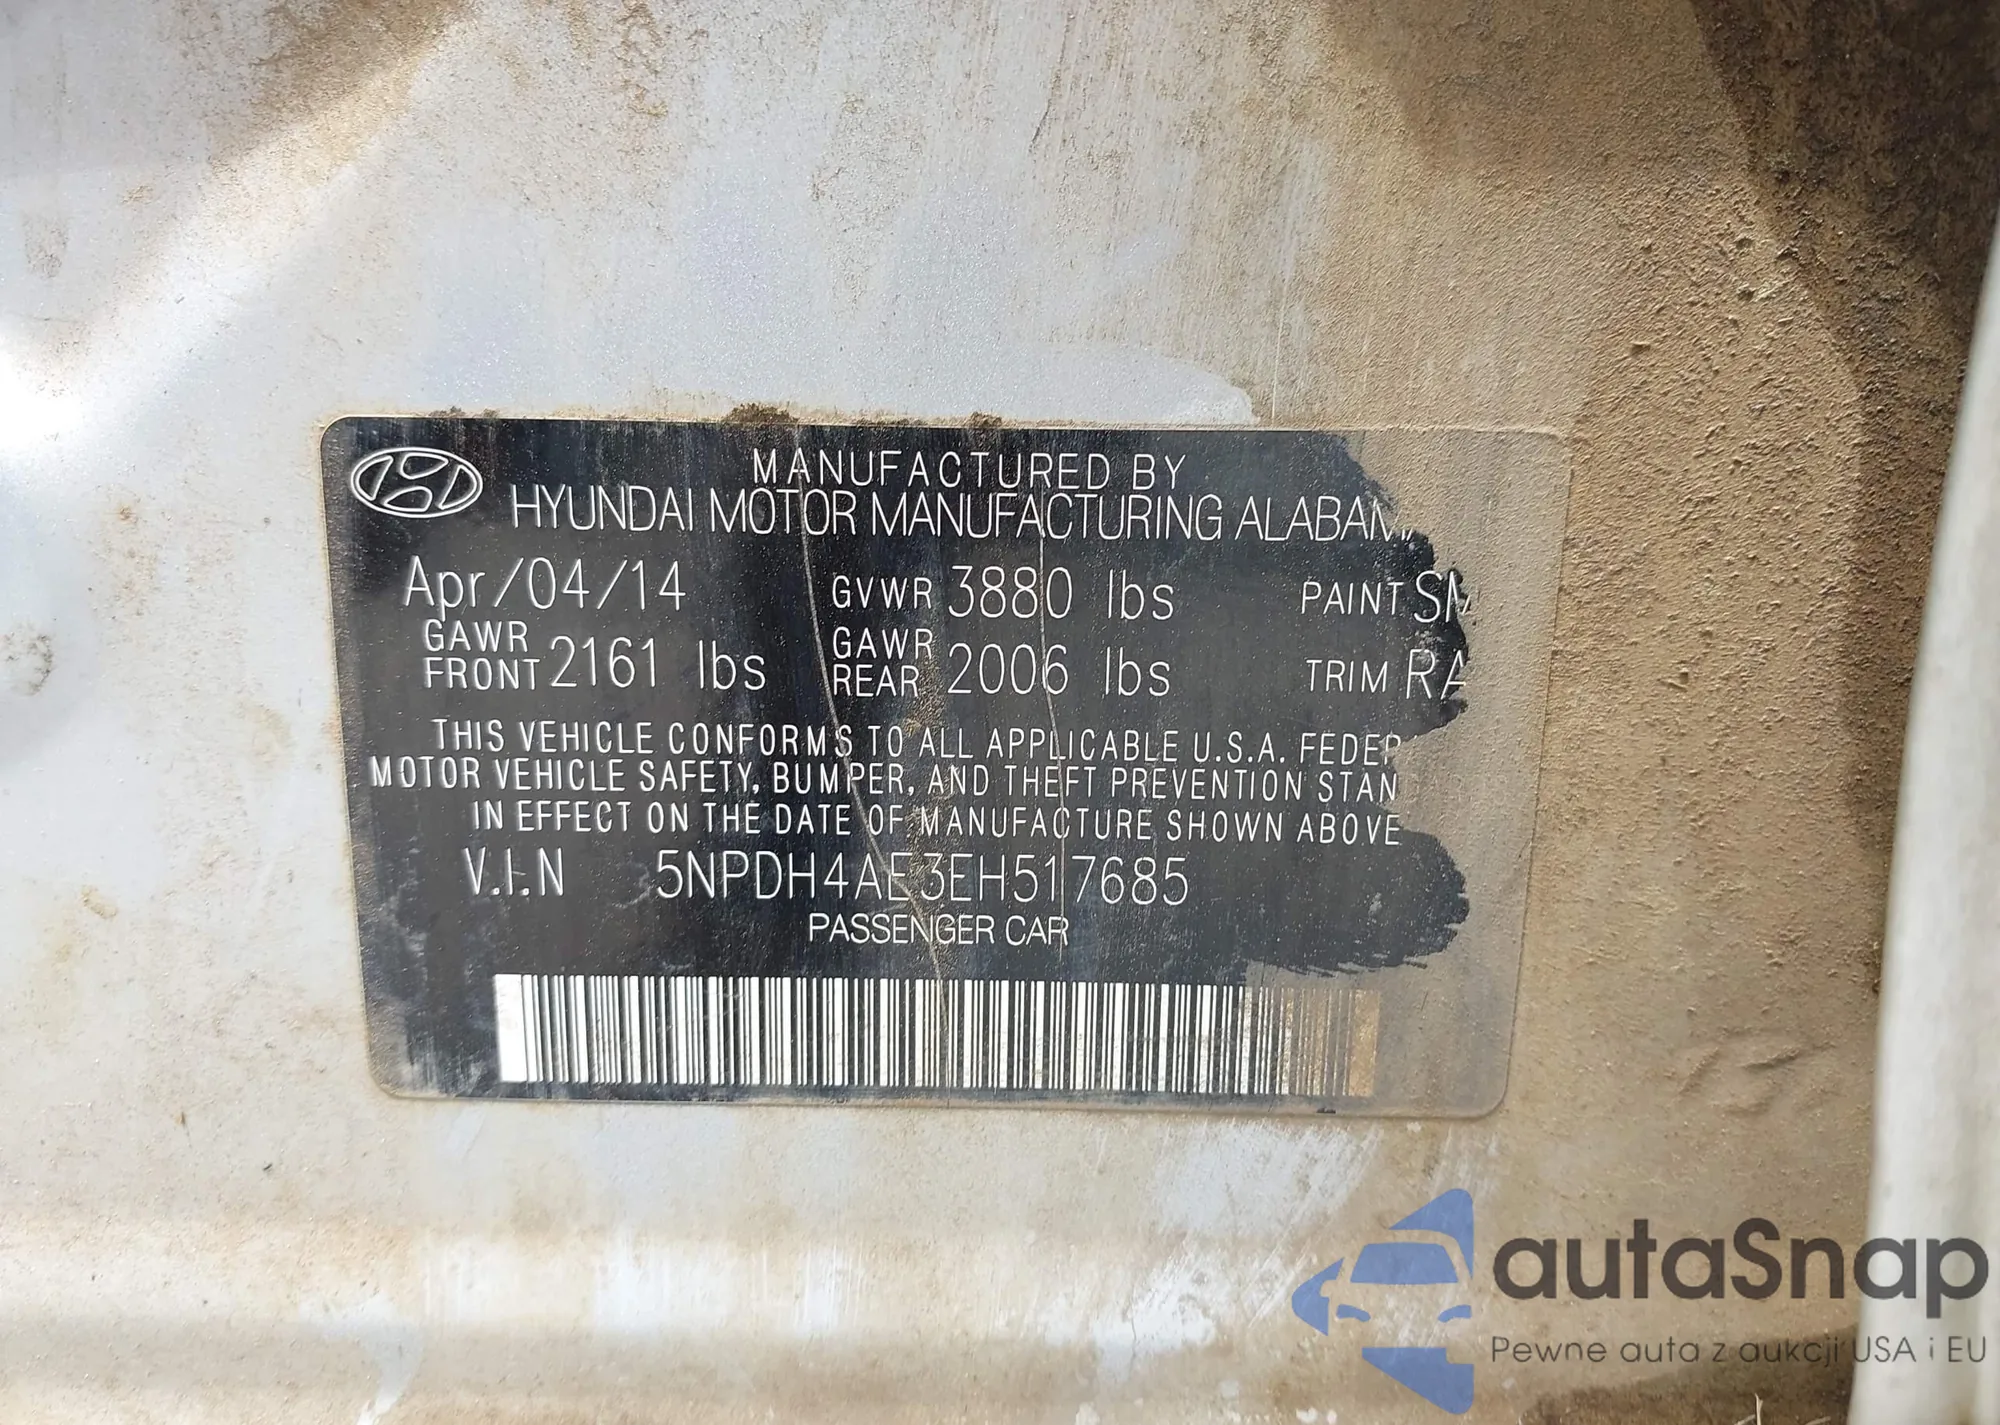 MANUFACTURED BY
HYUNDAI MOTOR MANUFACTURING
Apr/04/14 GVWR 3880 lbs PAINT
GAWR FRONT 2161 lbs GAWR REAR 2006 lbs TRIM
THIS VEHICLE CONFORMS TO ALL APPLICABLE U.S.A.
MOTOR VEHICLE SAFETY, BUMPER, AND THEFT PREVENTION
IN EFFECT ON THE DATE OF MANUFACTURE SHOWN ABOVE
V.I.N 5NPDH4AE3EH517685
PASSENGER CAR
autaSnap
Pewne auta z aukcji USA i EU